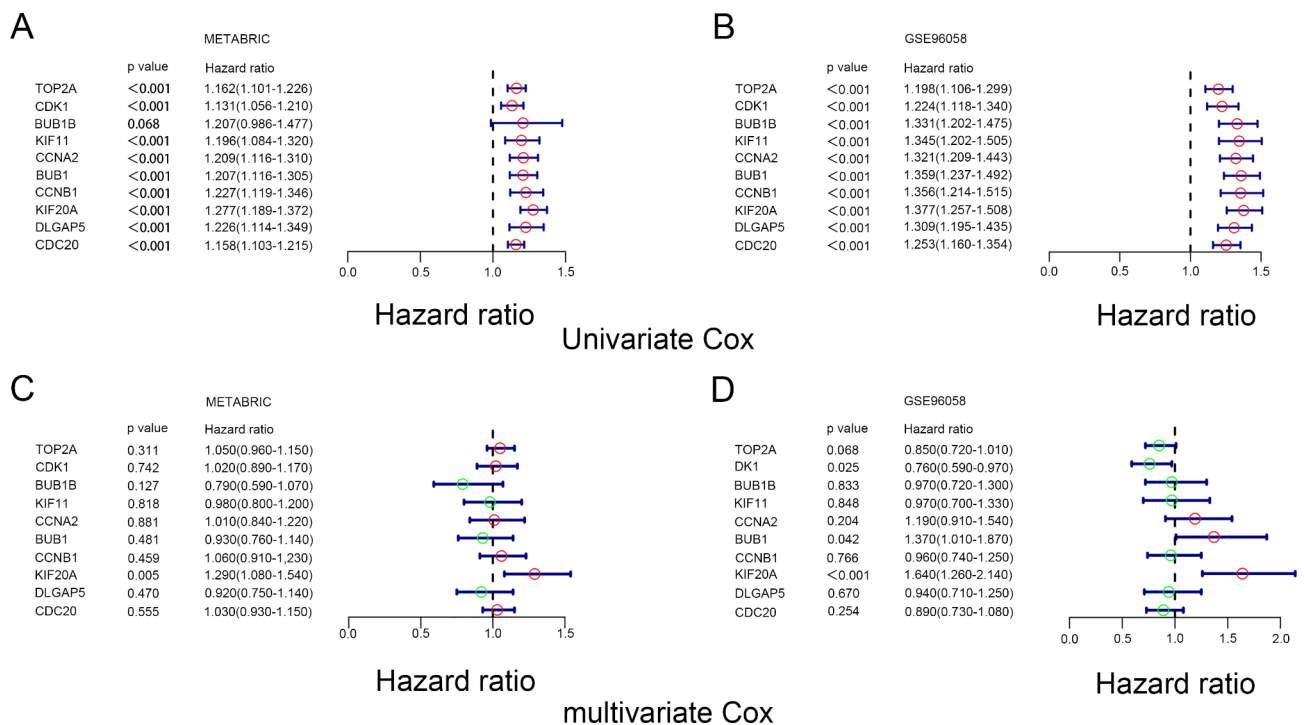 A
METABRIC
p value Hazard ratio
TOP2A <0.001 1.162(1.101-1.226)
CDK1 <0.001 1.131(1.056-1.210)
BUB1B 0.068 1.207(0.986-1.477)
KIF11 <0.001 1.196(1.084-1.320)
CCNA2 <0.001 1.209(1.116-1.310)
BUB1 <0.001 1.207(1.116-1.305)
CCNB1 <0.001 1.227(1.119-1.346)
KIF20A <0.001 1.277(1.189-1.372)
DLGAP5 <0.001 1.226(1.114-1.349)
CDC20 <0.001 1.158(1.103-1.215)
0.0 1.0 1.5
Hazard ratio
B
GSE96058
p value Hazard ratio
TOP2A <0.001 1.198(1.106-1.299)
CDK1 <0.001 1.224(1.118-1.340)
BUB1B <0.001 1.331(1.202-1.475)
KIF11 <0.001 1.345(1.202-1.505)
CCNA2 <0.001 1.321(1.209-1.443)
BUB1 <0.001 1.359(1.237-1.492)
CCNB1 <0.001 1.356(1.214-1.515)
KIF20A <0.001 1.377(1.257-1.508)
DLGAP5 <0.001 1.309(1.195-1.435)
CDC20 <0.001 1.253(1.160-1.354)
0.0 1.0 1.5
Hazard ratio
Univariate Cox
C
METABRIC
p value Hazard ratio
TOP2A 0.311 1.050(0.960-1.150)
CDK1 0.742 1.020(0.890-1.170)
BUB1B 0.127 0.790(0.590-1.070)
KIF11 0.818 0.980(0.800-1.200)
CCNA2 0.881 1.010(0.840-1.220)
BUB1 0.481 0.930(0.760-1.140)
CCNB1 0.459 1.060(0.910-1.230)
KIF20A 0.005 1.290(1.080-1.540)
DLGAP5 0.470 0.920(0.750-1.140)
CDC20 0.555 1.030(0.930-1.150)
0.0 1.0 1.5
Hazard ratio
D
GSE96058
p value Hazard ratio
TOP2A 0.068 0.850(0.720-1.010)
DK1 0.025 0.760(0.590-0.970)
BUB1B 0.833 0.970(0.720-1.300)
KIF11 0.848 0.970(0.700-1.330)
CCNA2 0.204 1.190(0.910-1.540)
BUB1 0.042 1.370(1.010-1.870)
CCNB1 0.766 0.960(0.740-1.250)
KIF20A <0.001 1.640(1.260-2.140)
DLGAP5 0.670 0.940(0.710-1.250)
CDC20 0.254 0.890(0.730-1.080)
0.0 0.5 1.0 1.5 2.0
Hazard ratio
multivariate Cox